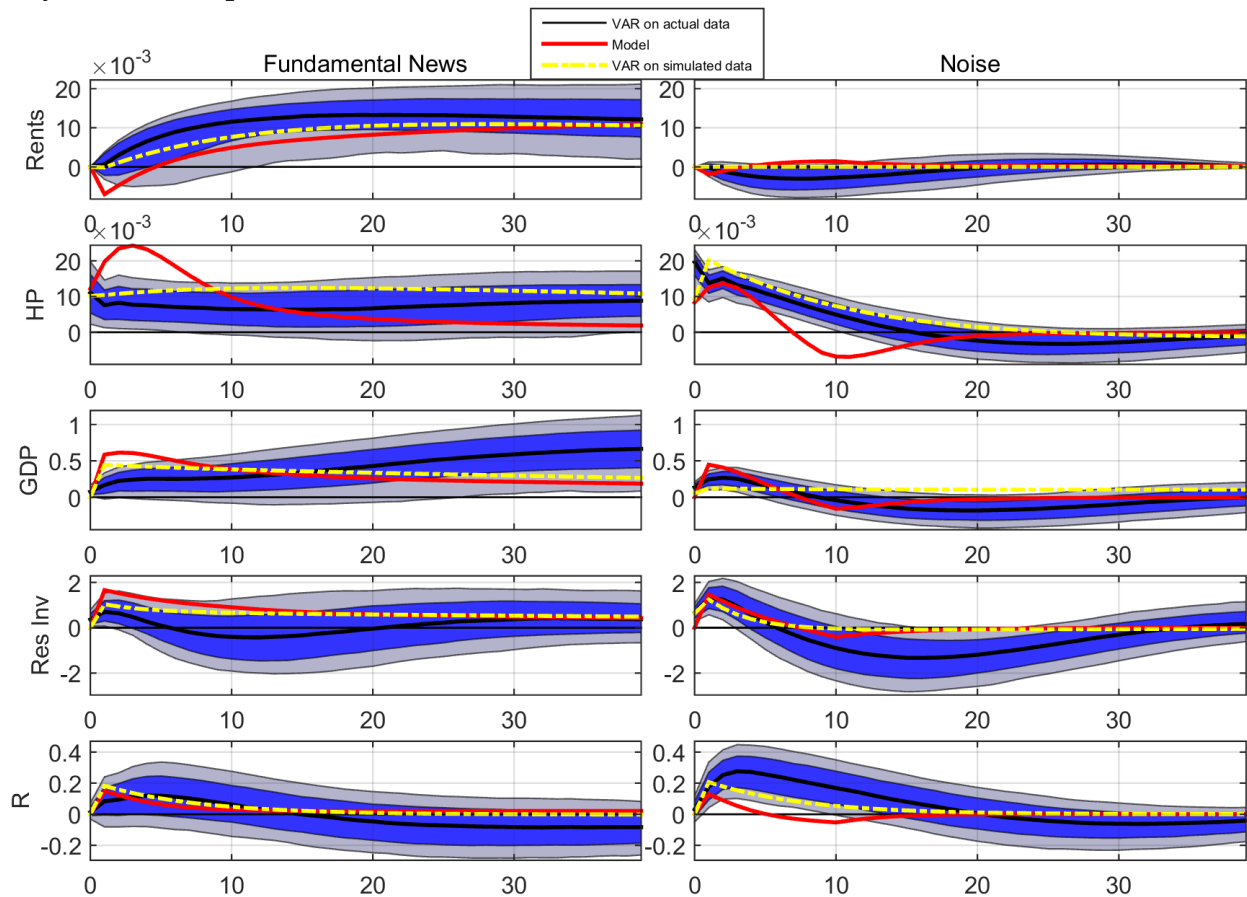 VAR on actual data
Model
VAR on simulated data
×10⁻³ Fundamental News Noise
Rents
20
10
0
20
10
0
0 10 20 30
0 10 20 30
×10⁻³ ×10⁻³
HP
20
10
0
20
10
0
0 10 20 30
0 10 20 30
GDP
1
0.5
0
1
0.5
0
0 10 20 30
0 10 20 30
Res Inv
2
0
-2
2
0
-2
0 10 20 30
0 10 20 30
R
0.4
0.2
0
-0.2
0.4
0.2
0
-0.2
0 10 20 30
0 10 20 30